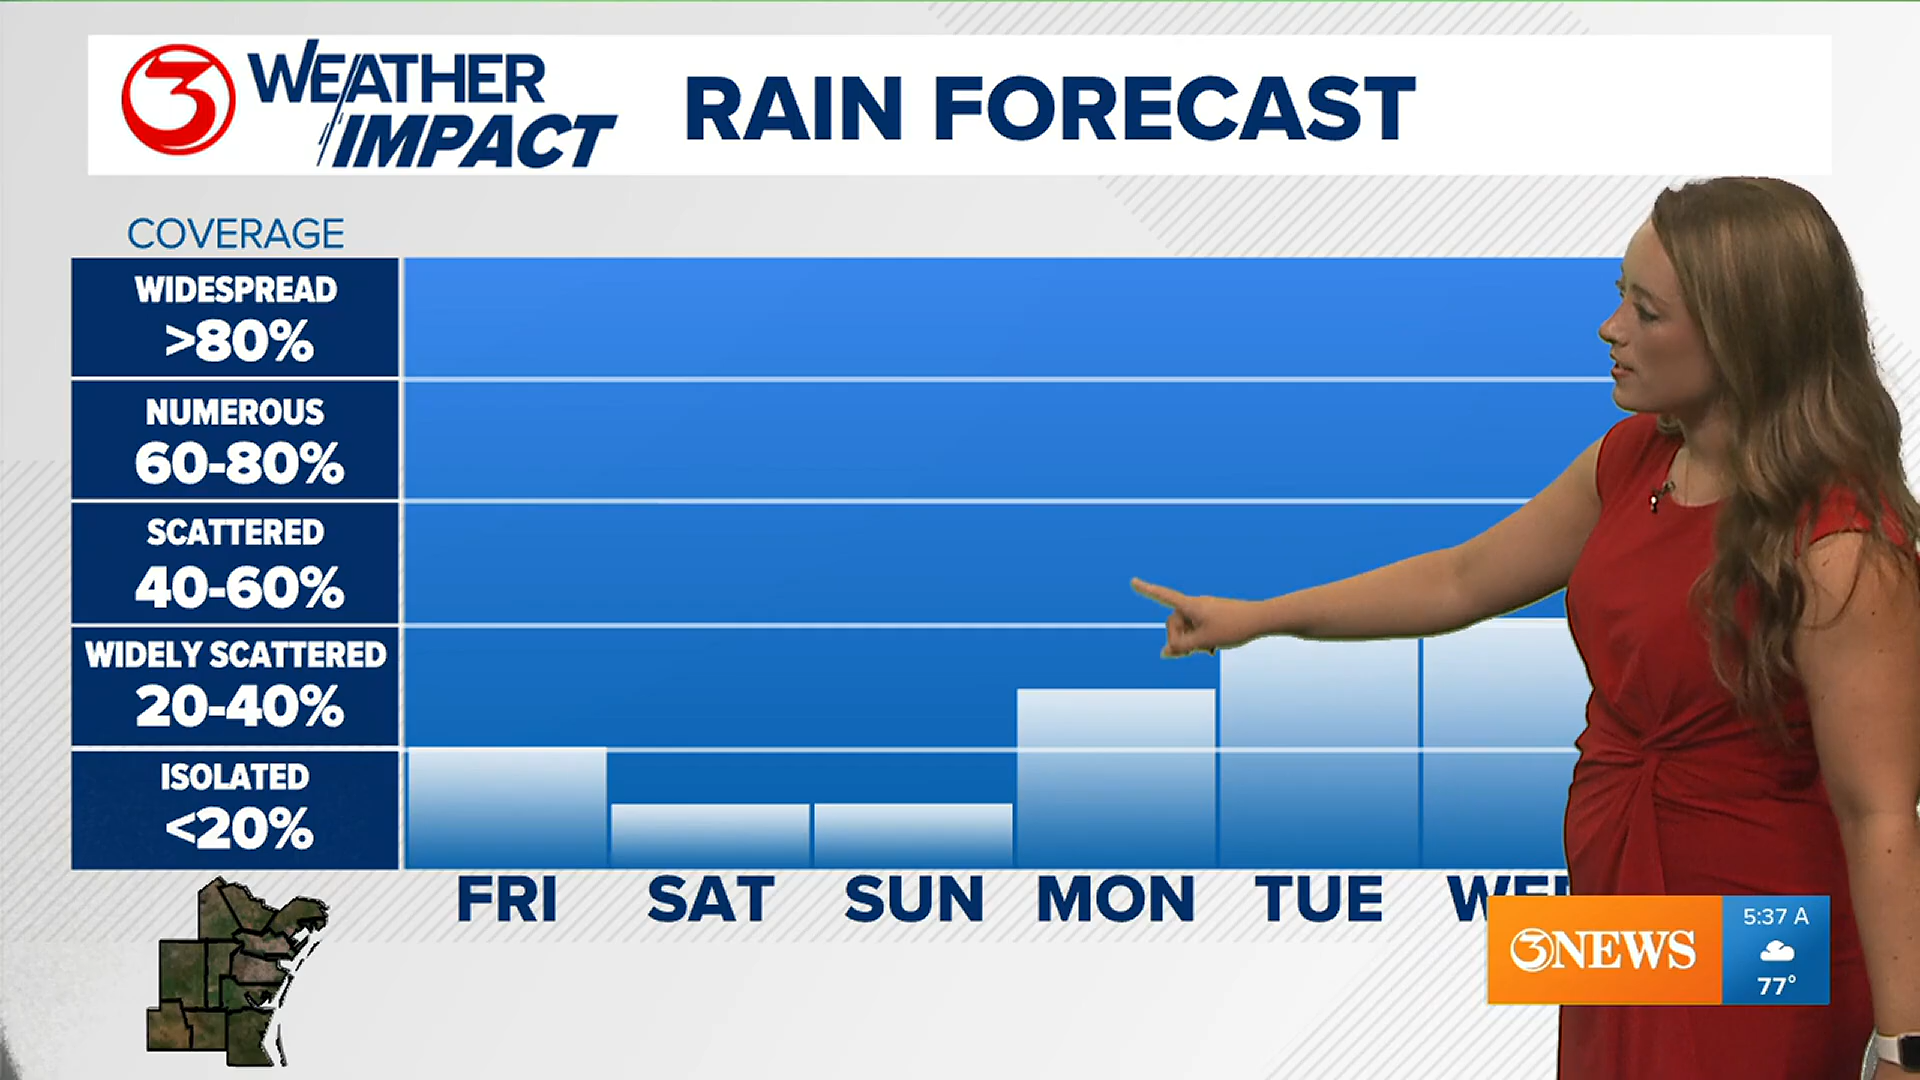 3 WEATHER
IMPACT
RAIN FORECAST
COVERAGE
WIDESPREAD
>80%
NUMEROUS
60-80%
SCATTERED
40-60%
WIDELY SCATTERED
20-40%
ISOLATED
<20%
FRI SAT SUN MON TUE
3NEWS
5:37 A
77°